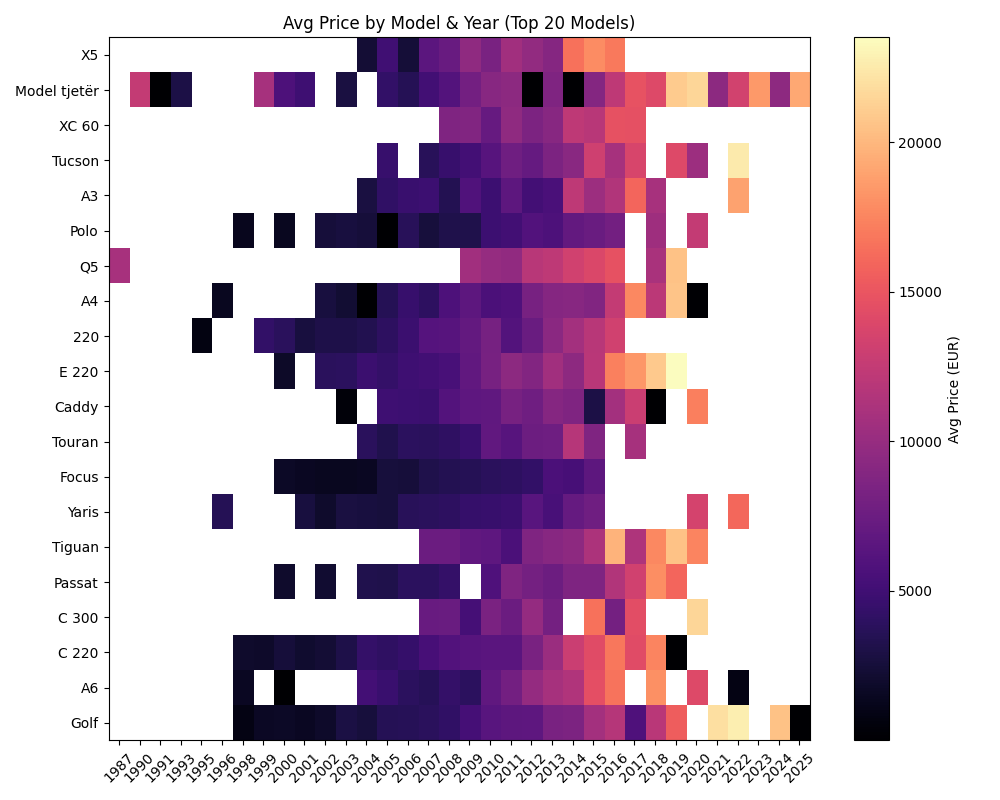 Avg Price by Model & Year (Top 20 Models)
X5
Model tjetër
XC 60
Tucson
A3
Polo
Q5
A4
220
E 220
Caddy
Touran
Focus
Yaris
Tiguan
Passat
C 300
C 220
A6
Golf
1987 1990 1991 1993 1995 1996 1998 1999 2000 2001 2002 2003 2004 2005 2006 2007 2008 2009 2010 2011 2012 2013 2014 2015 2016 2017 2018 2019 2020 2021 2022 2023 2024 2025
20000
15000
10000
5000
Avg Price (EUR)